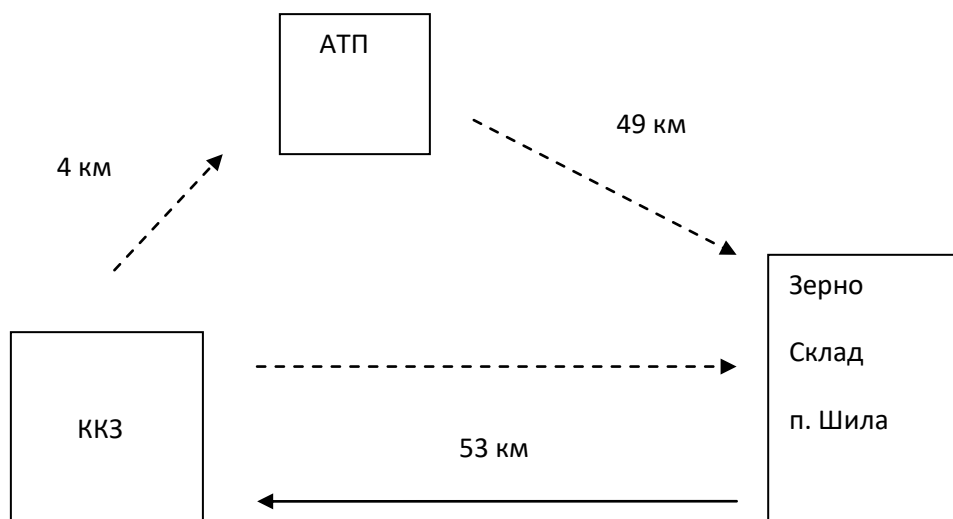 АТП
49 км
4 км
Зерно
Склад
ККЗ
п. Шила
53 км